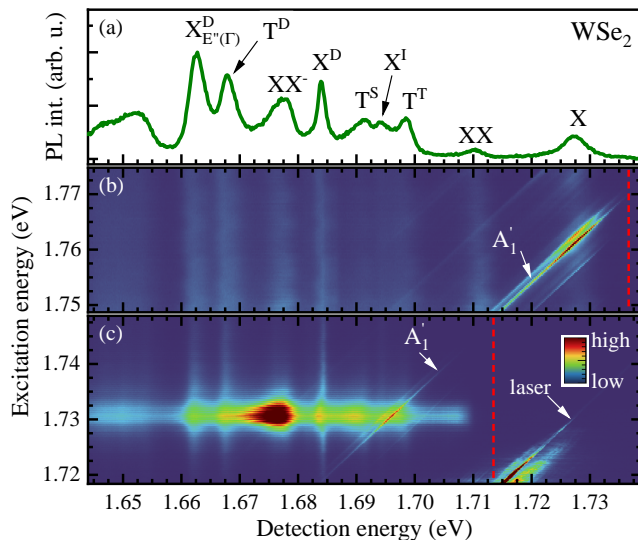 (a)
WSe₂
X^D_E''(Γ)
T^D
XX⁻
X^D
T^S
X^I
T^T
XX
X
PL int. (arb. u.)
(b)
A'₁
1.77
1.76
1.75
(c)
A'₁
high
low
laser
1.74
1.73
1.72
Excitation energy (eV)
1.65 1.66 1.67 1.68 1.69 1.70 1.71 1.72 1.73
Detection energy (eV)